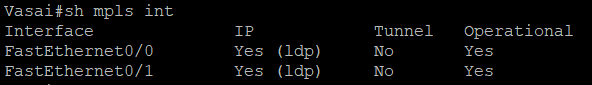 Vasai#sh mpls int
Interface IP Tunnel Operational
FastEthernet0/0 Yes (ldp) No Yes
FastEthernet0/1 Yes (ldp) No Yes